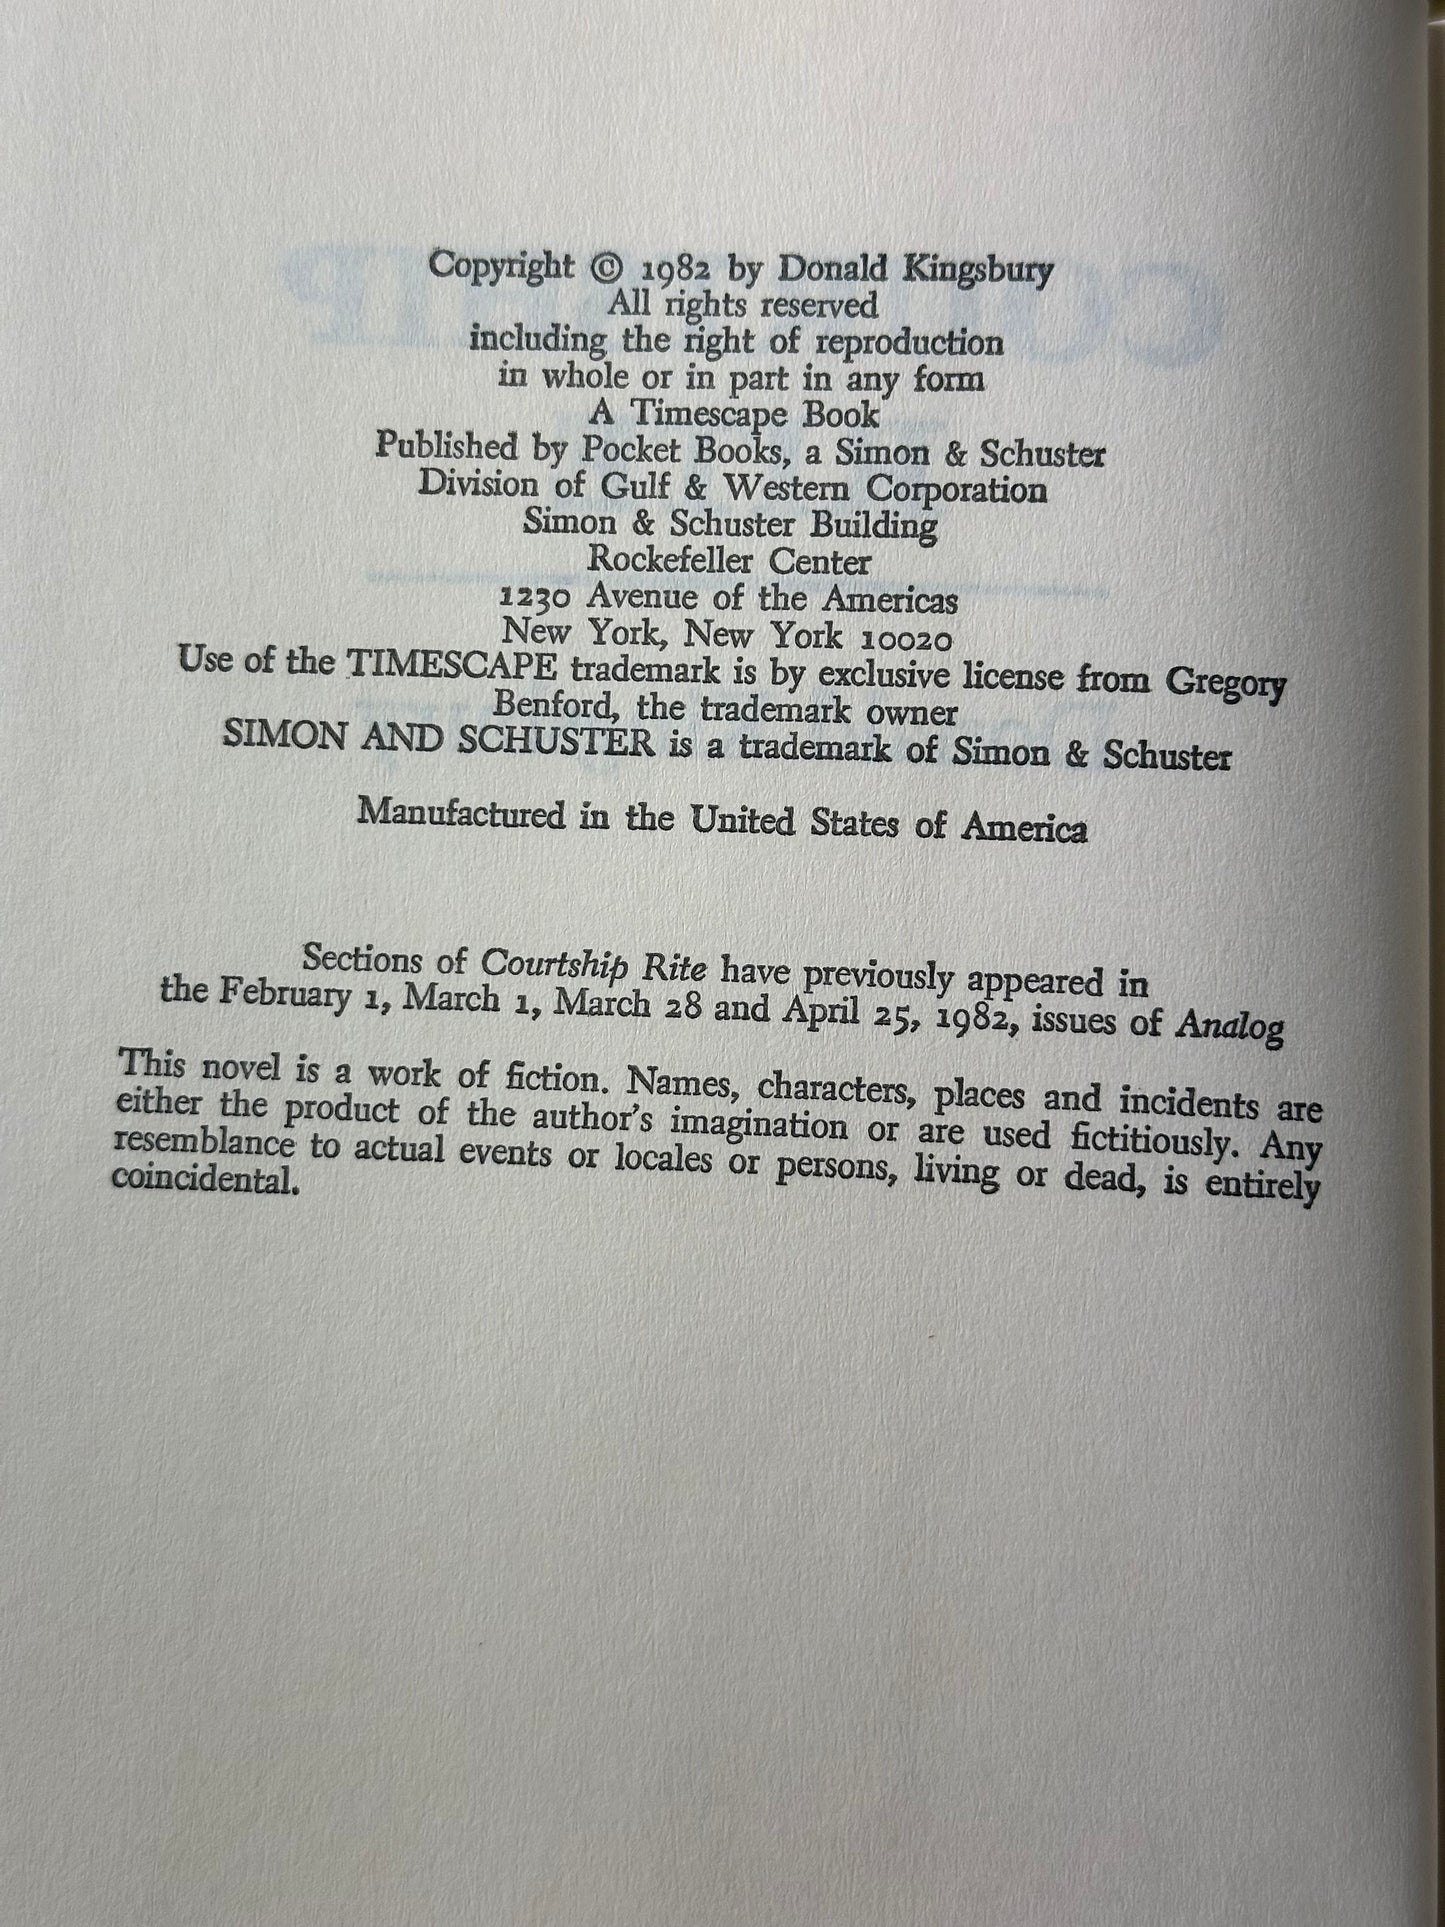 Copyright © 1982 by Donald Kingsbury
All rights reserved
including the right of reproduction
in whole or in part in any form
A Timescape Book
Published by Pocket Books, a Simon & Schuster
Division of Gulf & Western Corporation
Simon & Schuster Building
Rockefeller Center
1230 Avenue of the Americas
New York, New York 10020
Use of the TIMESCAPE trademark is by exclusive license from Gregory
Benford, the trademark owner
SIMON AND SCHUSTER is a trademark of Simon & Schuster
Manufactured in the United States of America
Sections of Courtship Rite have previously appeared in
the February 1, March 1, March 28 and April 25, 1982, issues of Analog
This novel is a work of fiction. Names, characters, places and incidents are
either the product of the author's imagination or are used fictitiously. Any
resemblance to actual events or locales or persons, living or dead, is entirely
coincidental.